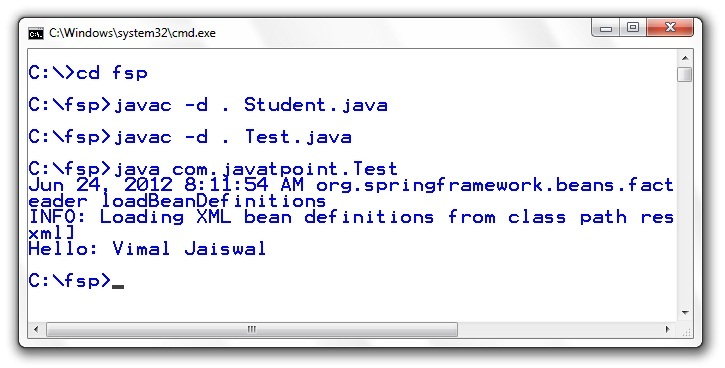 C:\Windows\system32\cmd.exe
C:\>cd fsp
C:\fsp>javac -d . Student.java
C:\fsp>javac -d . Test.java
C:\fsp>java com.javatpoint.Test
Jun 24, 2012 8:11:54 AM org.springframework.beans.fact
eader loadBeanDefinitions
INFO: Loading XML bean definitions from class path res
xml]
Hello: Vimal Jaiswal
C:\fsp>_